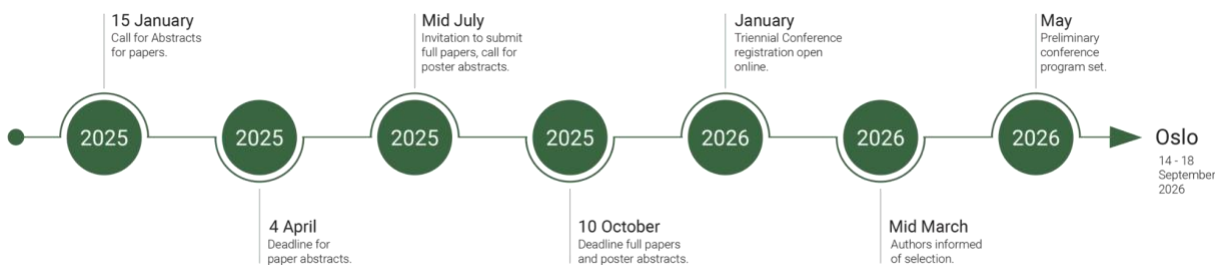 15 January
Call for Abstracts
for papers.
2025
2025
4 April
Deadline for
paper abstracts.
Mid July
Invitation to submit
full papers, call for
poster abstracts.
2025
2025
10 October
Deadline full papers
and poster abstracts.
January
Triennial Conference
registration open
online.
2026
2026
Mid March
Authors informed
of selection.
May
Preliminary
conference
program set.
2026
Oslo
14 - 18
September
2026